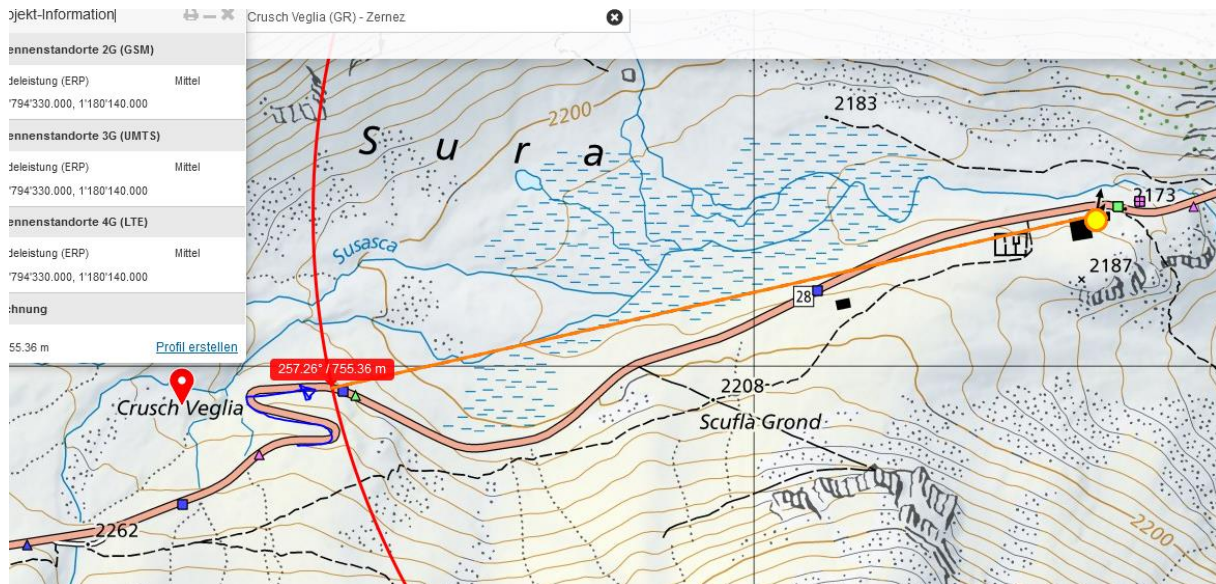 ojekt-Information
Crusch Veglia (GR) - Zernez
ennenstandorte 2G (GSM)
deleistung (ERP) Mittel
'794'330.000, 1'180'140.000
ennenstandorte 3G (UMTS)
deleistung (ERP) Mittel
'794'330.000, 1'180'140.000
ennenstandorte 4G (LTE)
deleistung (ERP) Mittel
'794'330.000, 1'180'140.000
chnung
55.36 m Profil erstellen
2200
2183
Sura
2173
Susasca
2187
28
257.26° / 755.36 m
2208
Crusch Veglia
Scufla Grond
2262
2200